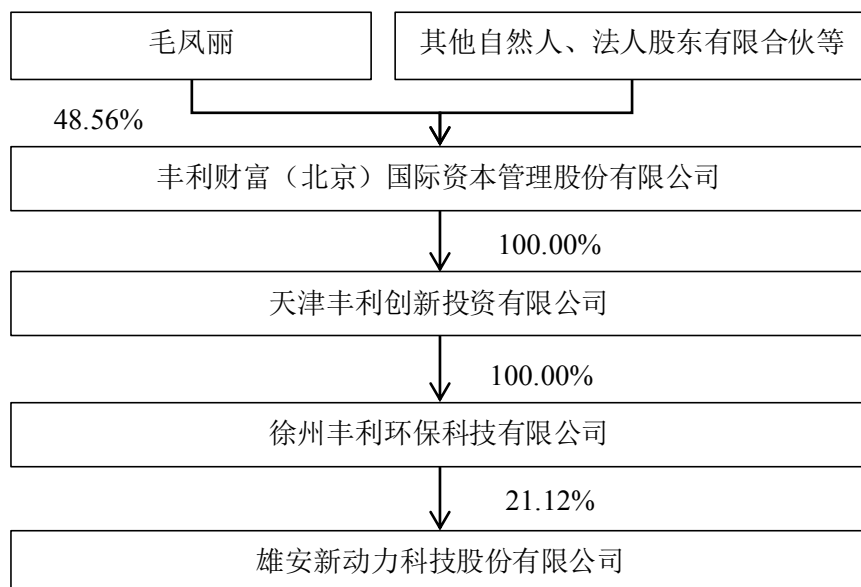 毛凤丽
其他自然人、法人股东有限合伙等
48.56%
丰利财富（北京）国际资本管理股份有限公司
100.00%
天津丰利创新投资有限公司
100.00%
徐州丰利环保科技有限公司
21.12%
雄安新动力科技股份有限公司